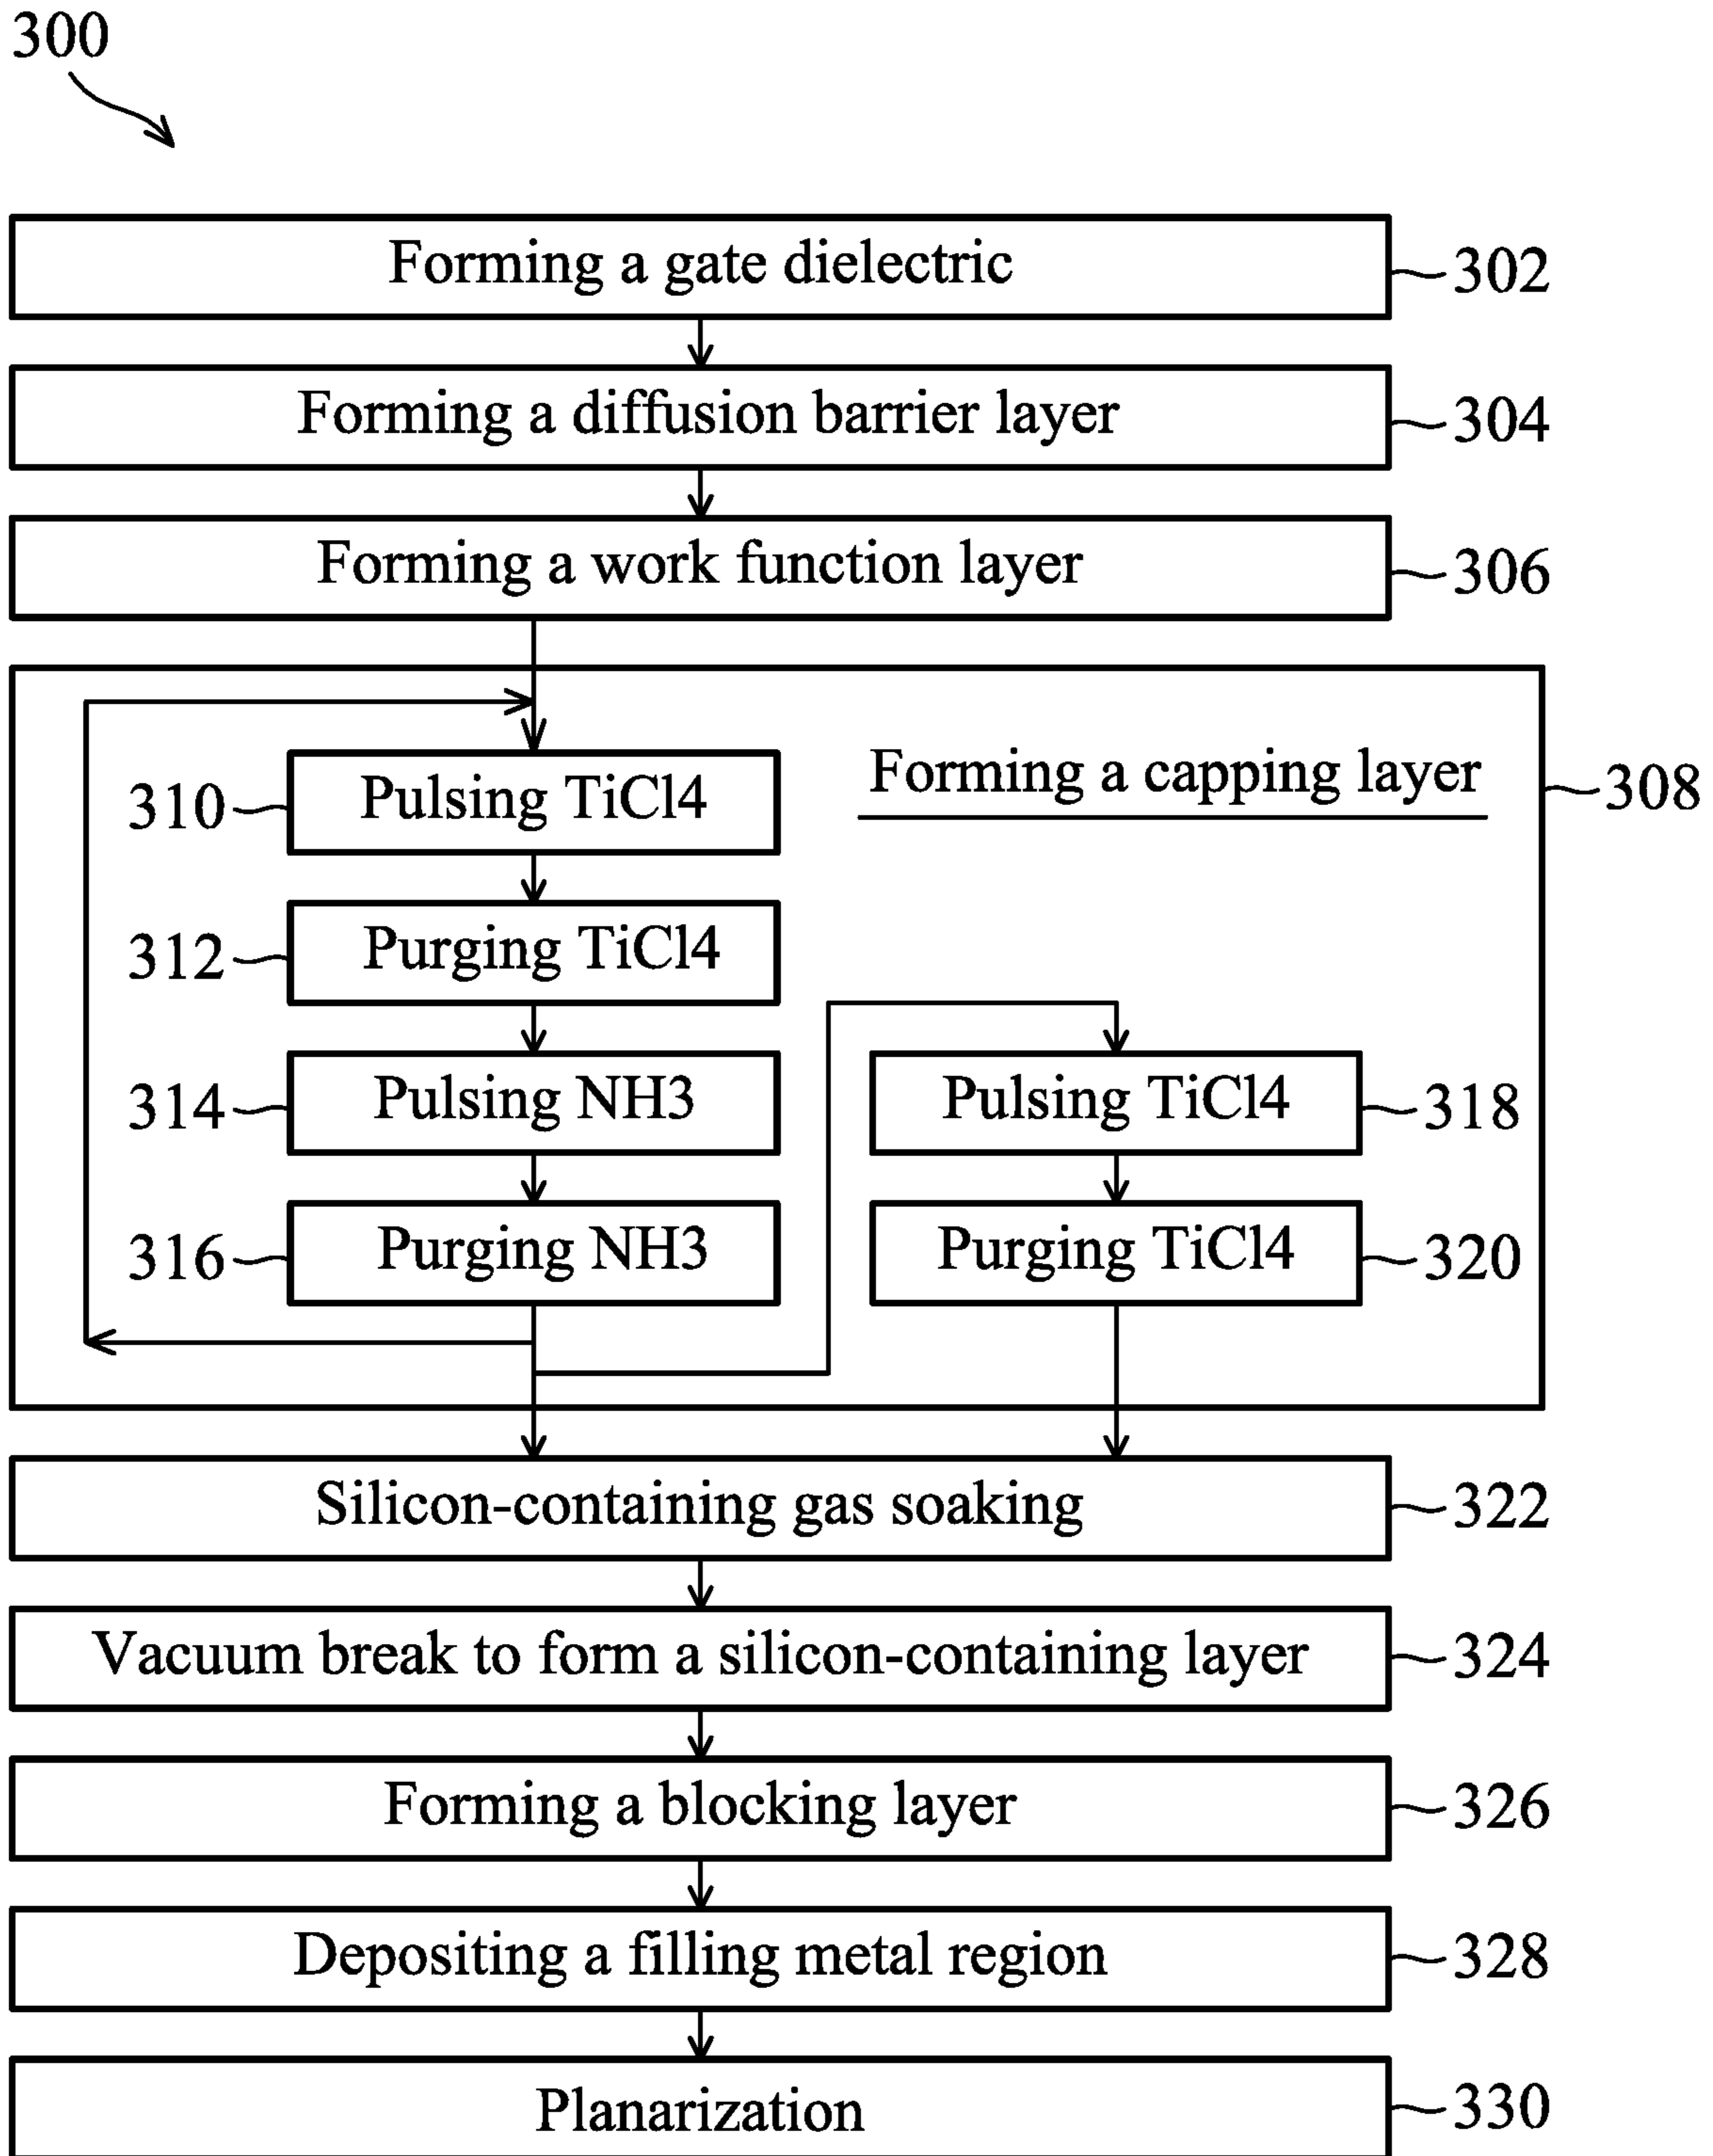 300
Forming a gate dielectric
302
Forming a diffusion barrier layer
304
Forming a work function layer
306
Forming a capping layer
308
310
Pulsing TiCl4
312
Purging TiCl4
314
Pulsing NH3
Pulsing TiCl4
318
316
Purging NH3
Purging TiCl4
320
Silicon-containing gas soaking
322
Vacuum break to form a silicon-containing layer
324
Forming a blocking layer
326
Depositing a filling metal region
328
Planarization
330